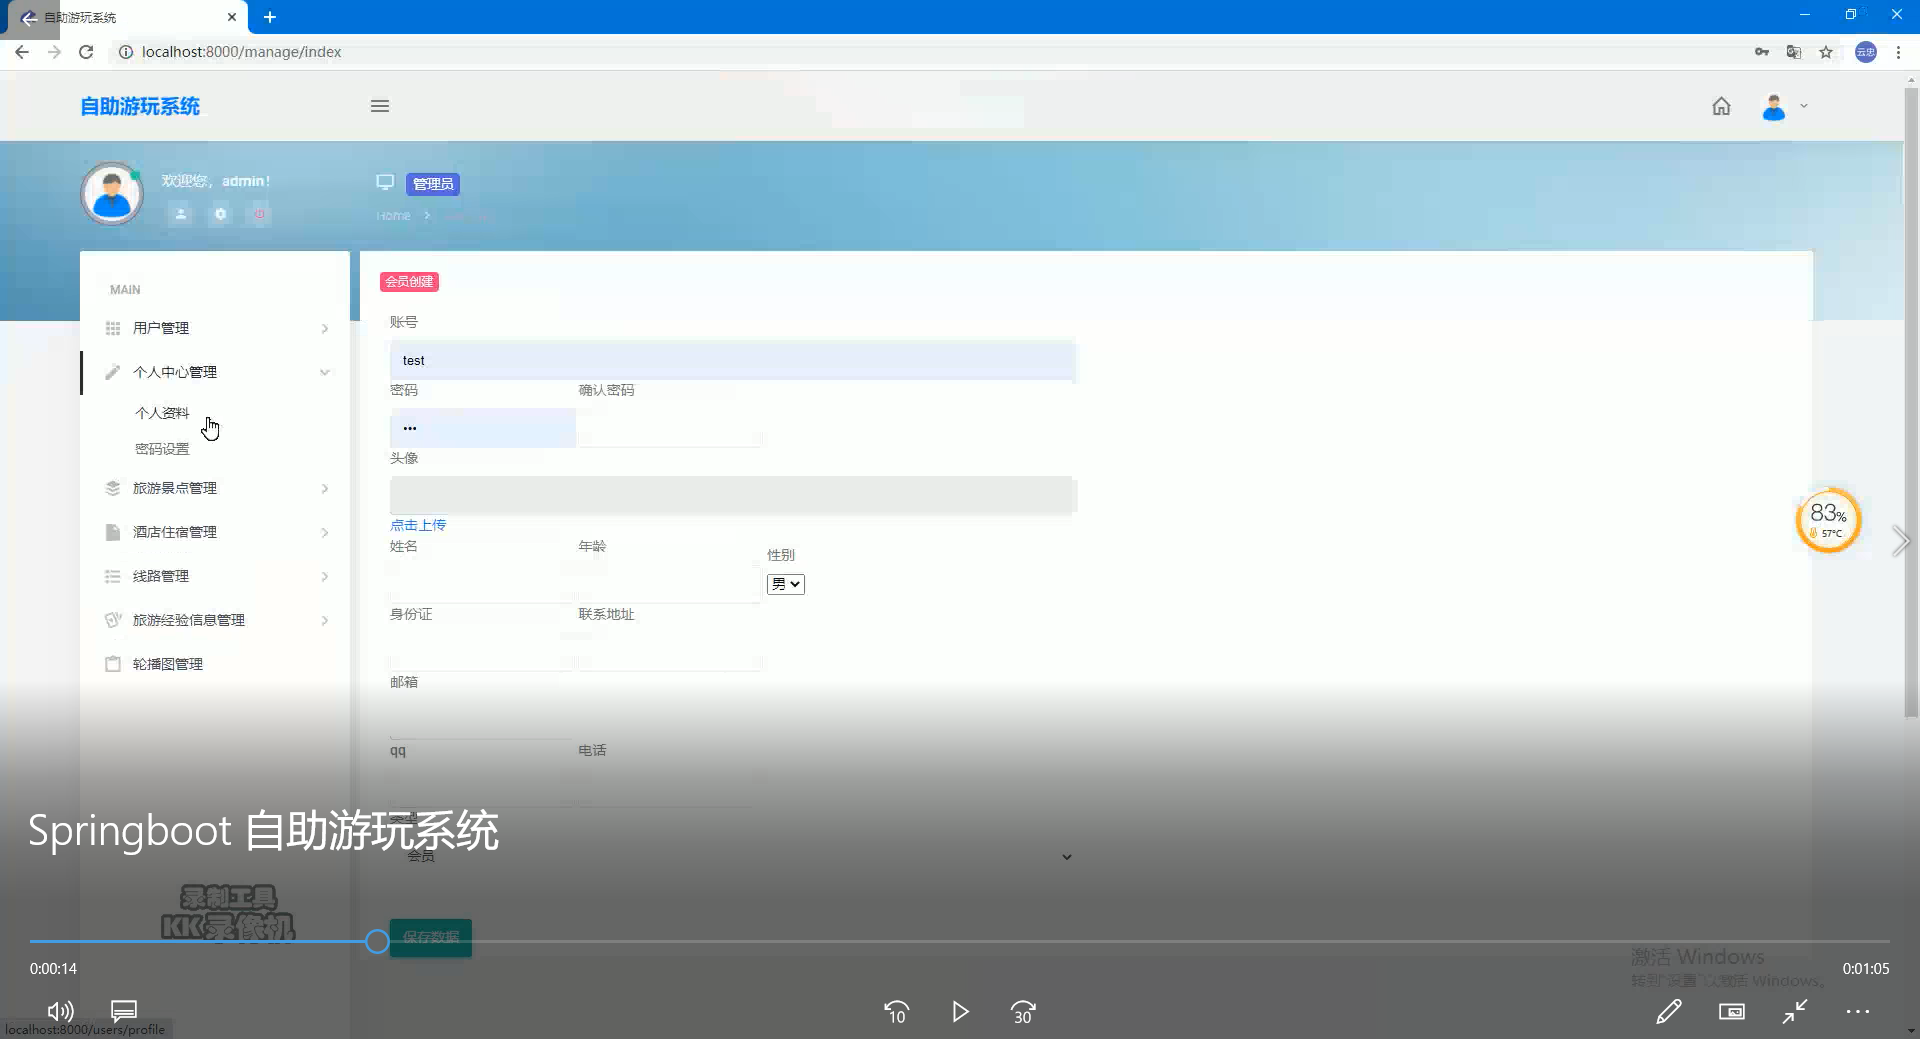 自助游玩系统
localhost:8000/manage/index
云忠
自助游玩系统
欢迎您，admin!
管理员
Home
MAIN
用户管理
个人中心管理
个人资料
密码设置
旅游景点管理
酒店住宿管理
线路管理
旅游经验信息管理
轮播图管理
会员创建
账号
test
密码
确认密码
头像
点击上传
姓名
年龄
性别
男
身份证
联系地址
邮箱
qq
电话
类型
会员
保存数据
83%
57°C
Springboot 自助游玩系统
录制工具
KK录像机
激活 Windows
转到"设置"以激活 Windows。
0:00:14
0:01:05
10
30
localhost:8000/users/profile